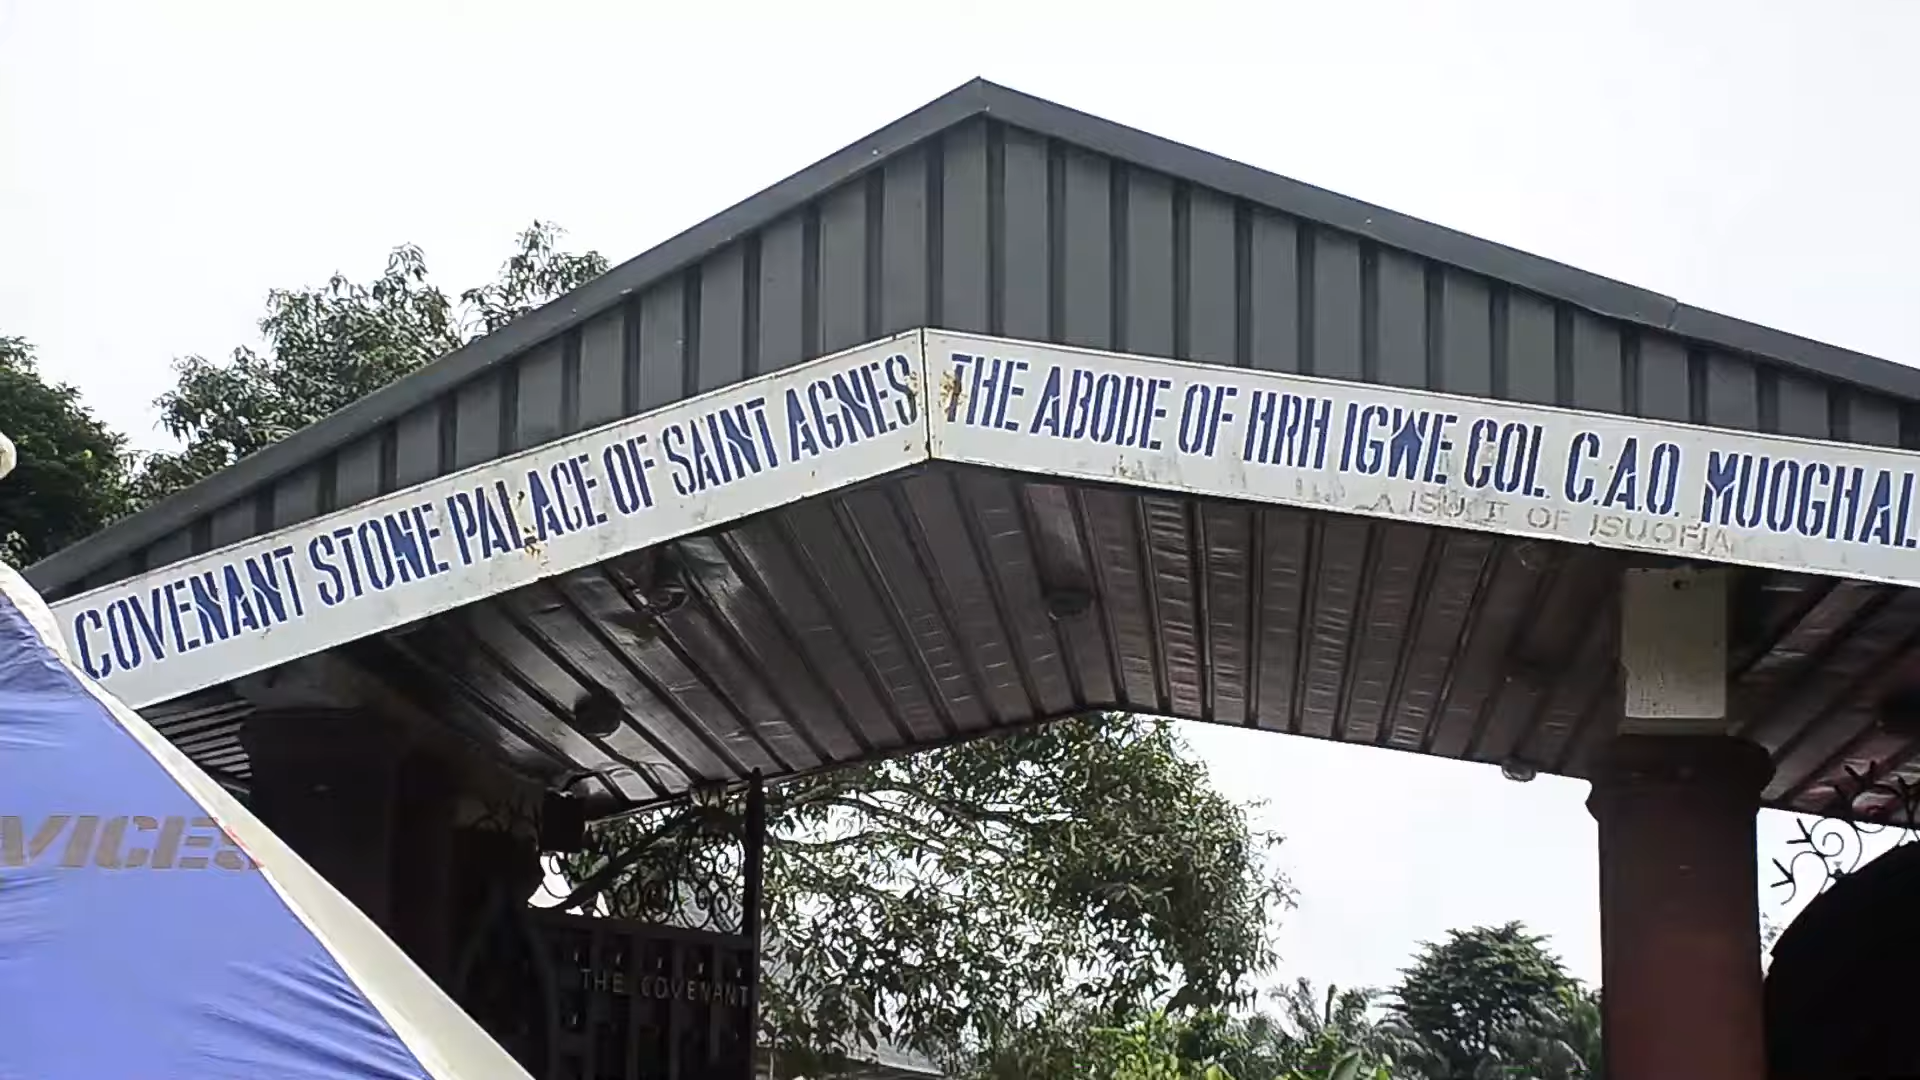 COVENANT STONE PALACE OF SAINT AGNES
THE ABODE OF HRH IGWE COL. C.A.O. MUOGHAL
OF ISUOFIA
VICES
THE COVENANT